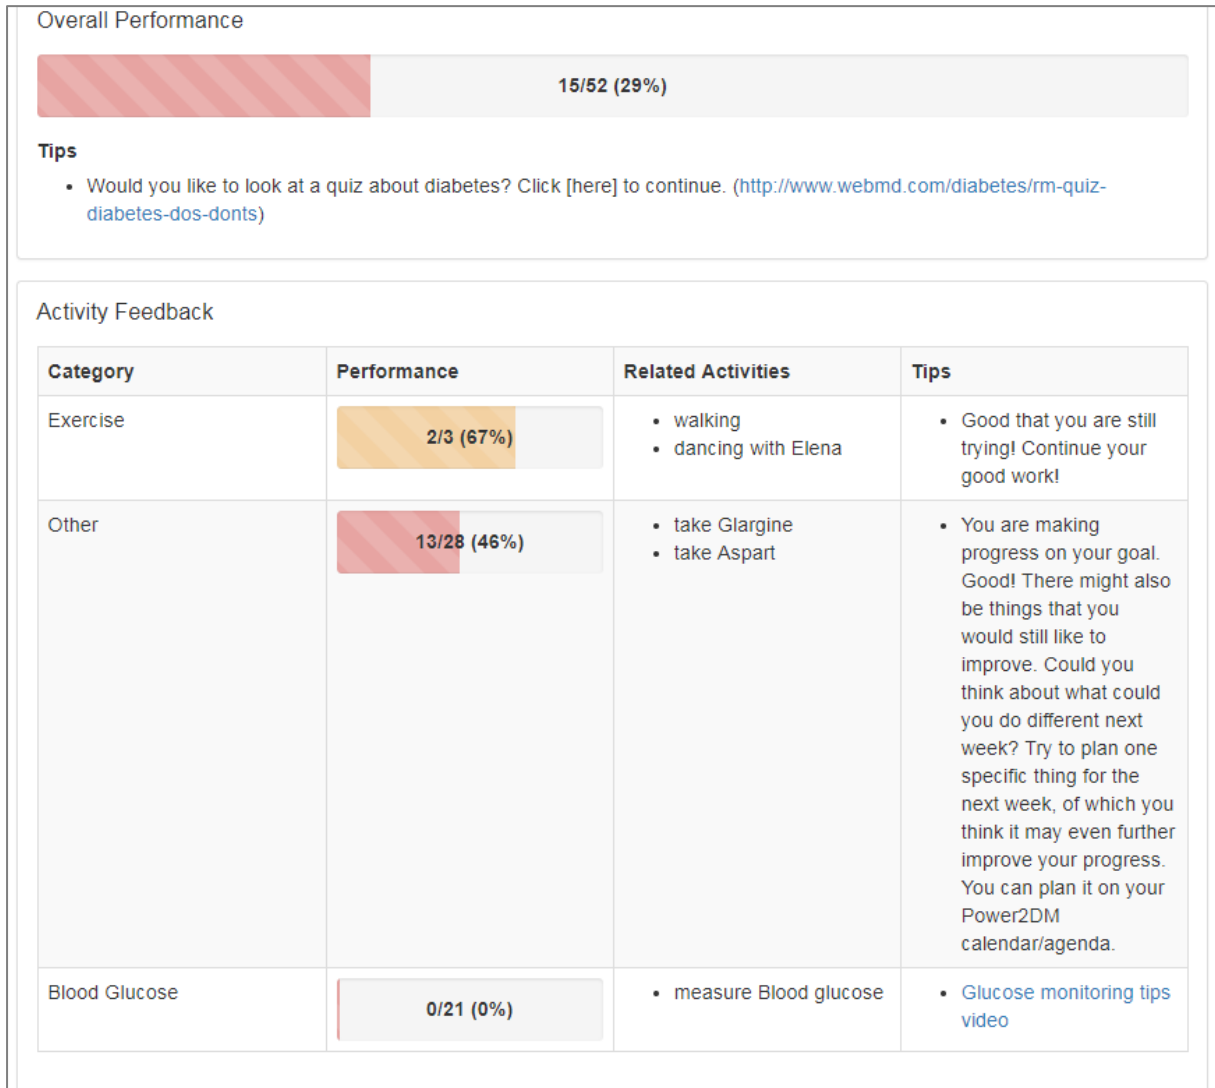 Overall Performance
15/52 (29%)
Tips
• Would you like to look at a quiz about diabetes? Click [here] to continue. (http://www.webmd.com/diabetes/rm-quiz-
diabetes-dos-donts)
Activity Feedback
Category Performance Related Activities Tips
Exercise
2/3 (67%)
• walking
• dancing with Elena
• Good that you are still
trying! Continue your
good work!
Other
13/28 (46%)
• take Glargine
• take Aspart
• You are making
progress on your goal.
Good! There might also
be things that you
would still like to
improve. Could you
think about what could
you do different next
week? Try to plan one
specific thing for the
next week, of which you
think it may even further
improve your progress.
You can plan it on your
Power2DM
calendar/agenda.
Blood Glucose
0/21 (0%)
• measure Blood glucose
• Glucose monitoring tips
video